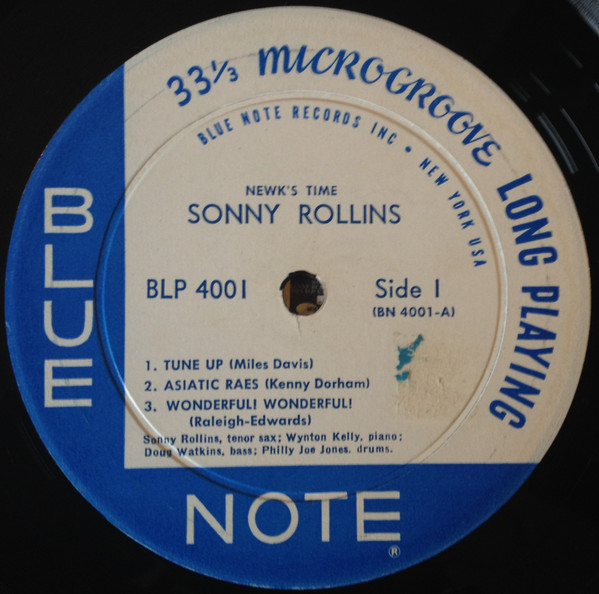 33⅓ MICROGROOVE LONG PLAYING
BLUE NOTE RECORDS INC • NEW YORK USA
NEWK'S TIME
SONNY ROLLINS
BLP 4001
Side 1
(BN 4001-A)
1. TUNE UP (Miles Davis)
2. ASIATIC RAES (Kenny Dorham)
3. WONDERFUL! WONDERFUL!
(Raleigh-Edwards)
Sonny Rollins, tenor sax; Wynton Kelly, piano;
Doug Watkins, bass; Philly Joe Jones, drums.
BLUE
NOTE
®